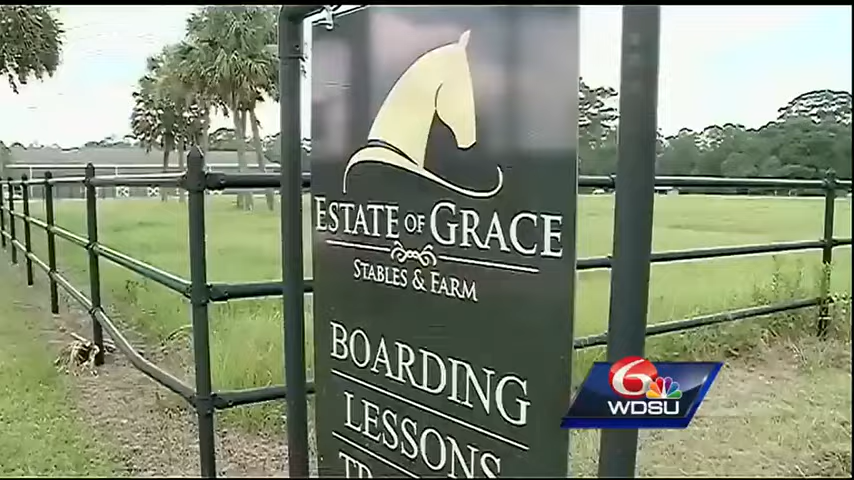 ESTATE OF GRACE
STABLES & FARM
BOARDING
LESSONS
6
WDSU